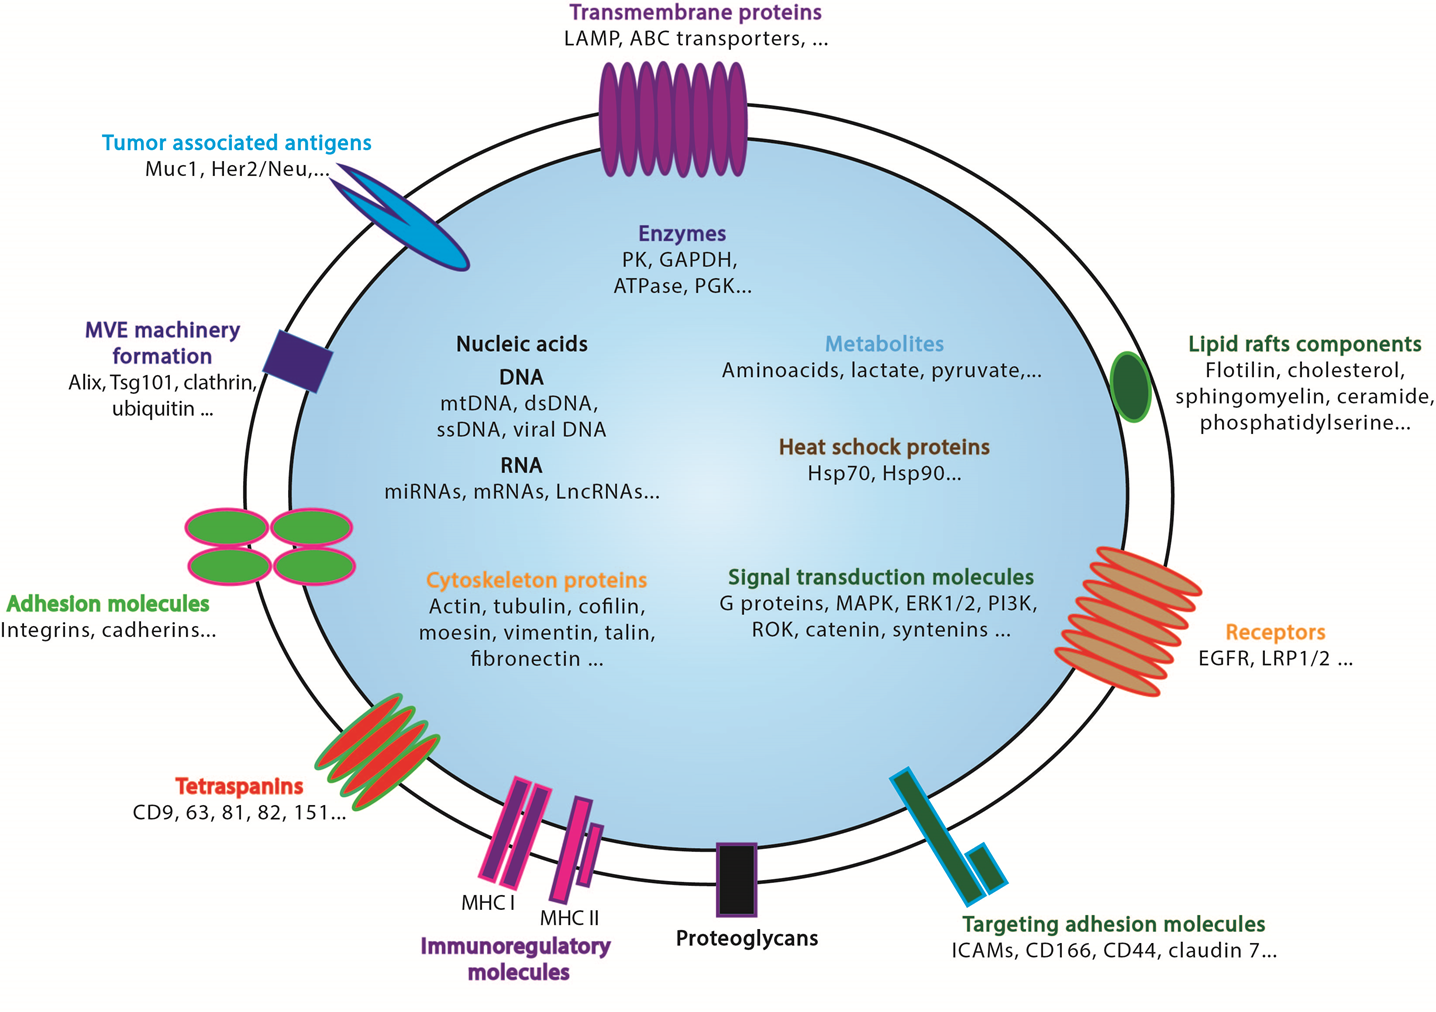 Transmembrane proteins
LAMP, ABC transporters, ...
Tumor associated antigens
Muc1, Her2/Neu,...
Enzymes
PK, GAPDH,
ATPase, PGK...
MVE machinery
formation
Alix, Tsg101, clathrin,
ubiquitin ...
Nucleic acids
DNA
mtDNA, dsDNA,
ssDNA, viral DNA
RNA
miRNAs, mRNAs, LncRNAs...
Metabolites
Aminoacids, lactate, pyruvate,...
Heat schock proteins
Hsp70, Hsp90...
Lipid rafts components
Flotilin, cholesterol,
sphingomyelin, ceramide,
phosphatidylserine...
Adhesion molecules
Integrins, cadherins...
Cytoskeleton proteins
Actin, tubulin, cofilin,
moesin, vimentin, talin,
fibronectin ...
Signal transduction molecules
G proteins, MAPK, ERK1/2, PI3K,
ROK, catenin, syntenins ...
Receptors
EGFR, LRP1/2 ...
Tetraspanins
CD9, 63, 81, 82, 151...
MHC I
MHC II
Immunoregulatory
molecules
Proteoglycans
Targeting adhesion molecules
ICAMs, CD166, CD44, claudin 7...